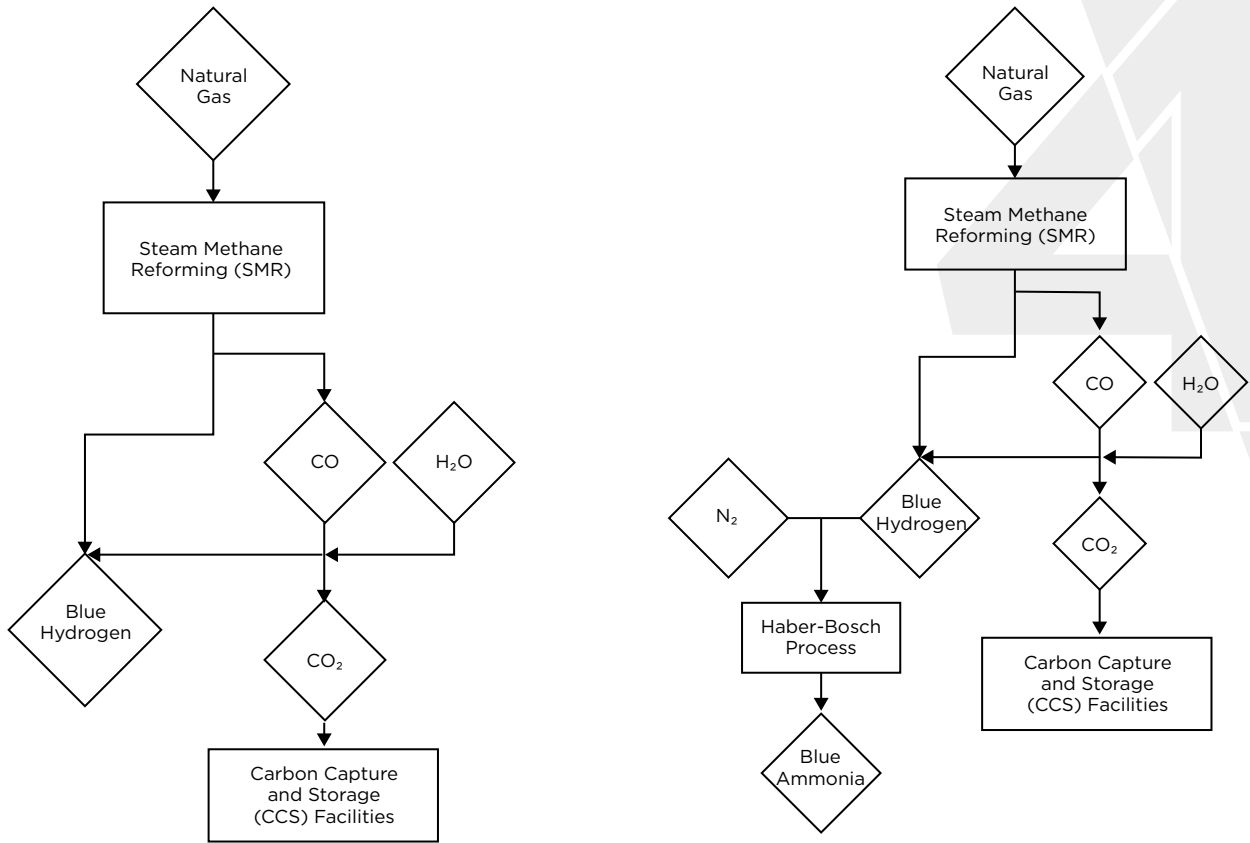 Natural
Gas
Steam Methane
Reforming (SMR)
CO
H₂O
Blue
Hydrogen
CO₂
Carbon Capture
and Storage
(CCS) Facilities
Natural
Gas
Steam Methane
Reforming (SMR)
CO
H₂O
N₂
Blue
Hydrogen
CO₂
Haber-Bosch
Process
Carbon Capture
and Storage
(CCS) Facilities
Blue
Ammonia